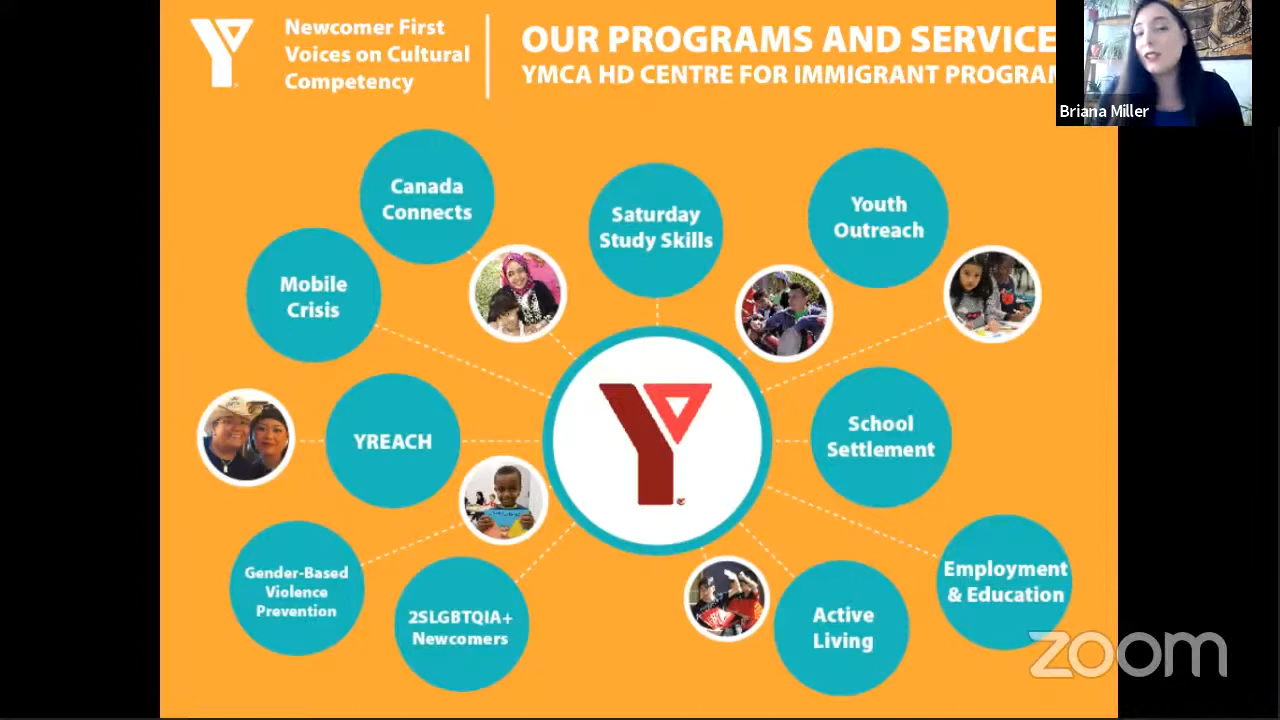 Newcomer First
Voices on Cultural
Competency
OUR PROGRAMS AND SERVICE
YMCA HD CENTRE FOR IMMIGRANT PROGRAM
Briana Miller
Canada
Connects
Saturday
Study Skills
Youth
Outreach
Mobile
Crisis
YREACH
School
Settlement
Gender-Based
Violence
Prevention
2SLGBTQIA+
Newcomers
Active
Living
Employment
& Education
zoom